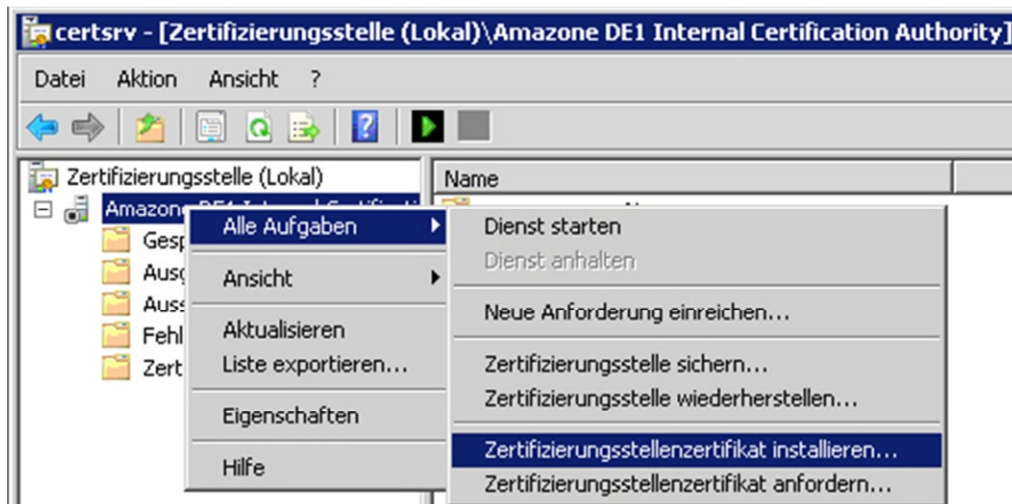 certsrv - [Zertifizierungsstelle (Lokal)\Amazone DE1 Internal Certification Authority]
Datei Aktion Ansicht ?
Zertifizierungsstelle (Lokal)
Name
Alle Aufgaben
Ansicht
Aktualisieren
Liste exportieren...
Eigenschaften
Hilfe
Dienst starten
Dienst anhalten
Neue Anforderung einreichen...
Zertifizierungsstelle sichern...
Zertifizierungsstelle wiederherstellen...
Zertifizierungsstellenzertifikat installieren...
Zertifizierungsstellenzertifikat anfordern...